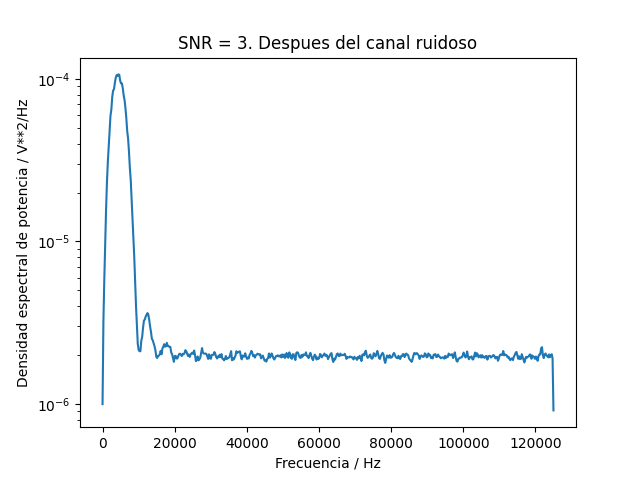 SNR = 3. Despues del canal ruidoso
Densidad espectral de potencia / V**2/Hz
10⁻⁴
10⁻⁵
10⁻⁶
0 20000 40000 60000 80000 100000 120000
Frecuencia / Hz